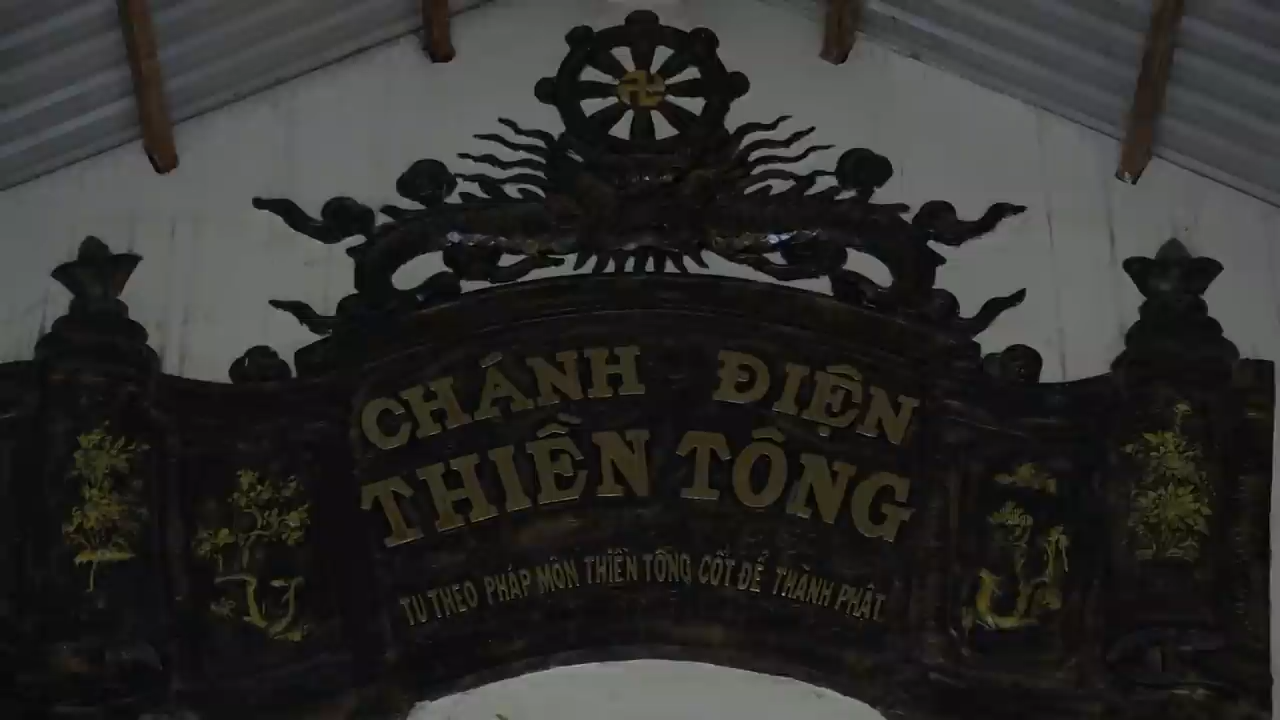 CHÁNH ĐIỆN
THIỀN TÔNG
TU THEO PHÁP MÔN THIỀN TÔNG CỐT ĐỂ THÀNH PHẬT